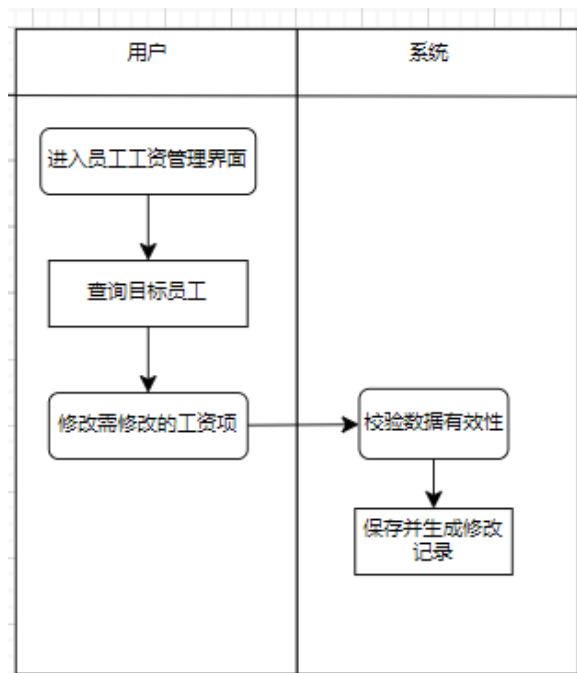 用户
系统
进入员工工资管理界面
查询目标员工
修改需修改的工资项
校验数据有效性
保存并生成修改
记录